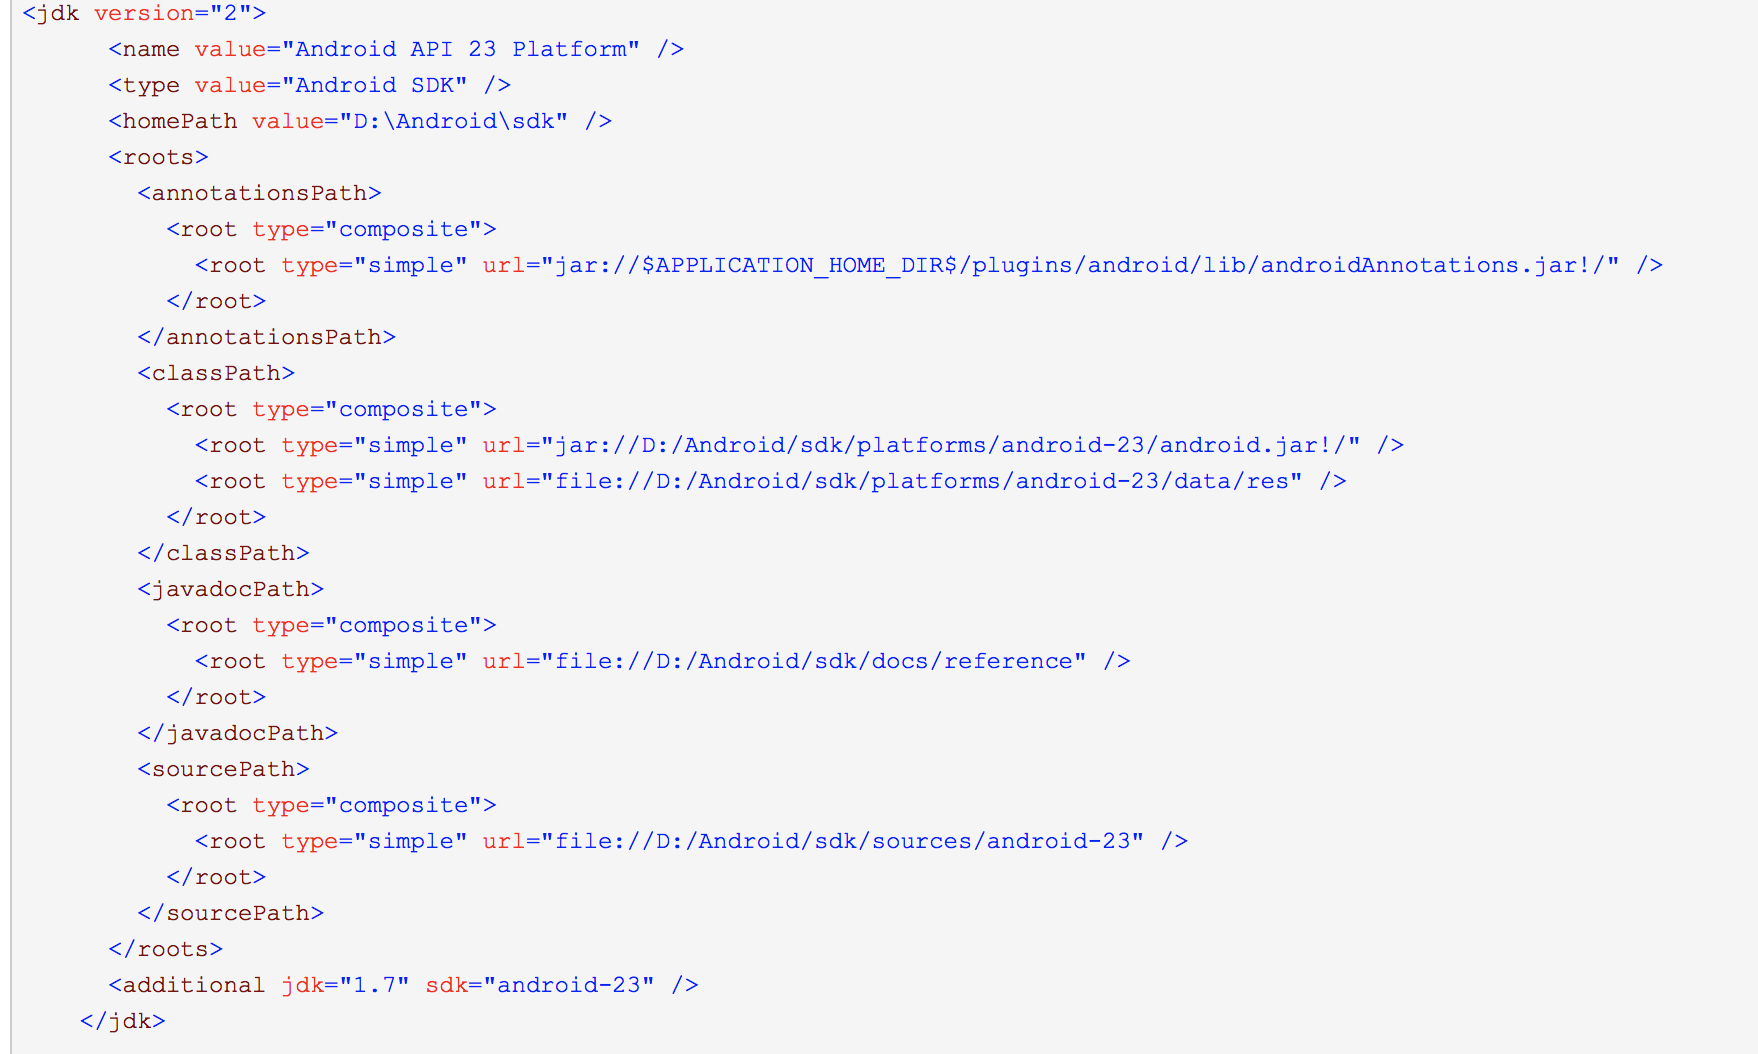 <jdk version="2">
<name value="Android API 23 Platform" />
<type value="Android SDK" />
<homePath value="D:\Android\sdk" />
<roots>
<annotationsPath>
<root type="composite">
<root type="simple" url="jar://$APPLICATION_HOME_DIR$/plugins/android/lib/androidAnnotations.jar!/" />
</root>
</annotationsPath>
<classPath>
<root type="composite">
<root type="simple" url="jar://D:/Android/sdk/platforms/android-23/android.jar!/" />
<root type="simple" url="file://D:/Android/sdk/platforms/android-23/data/res" />
</root>
</classPath>
<javadocPath>
<root type="composite">
<root type="simple" url="file://D:/Android/sdk/docs/reference" />
</root>
</javadocPath>
<sourcePath>
<root type="composite">
<root type="simple" url="file://D:/Android/sdk/sources/android-23" />
</root>
</sourcePath>
</roots>
<additional jdk="1.7" sdk="android-23" />
</jdk>